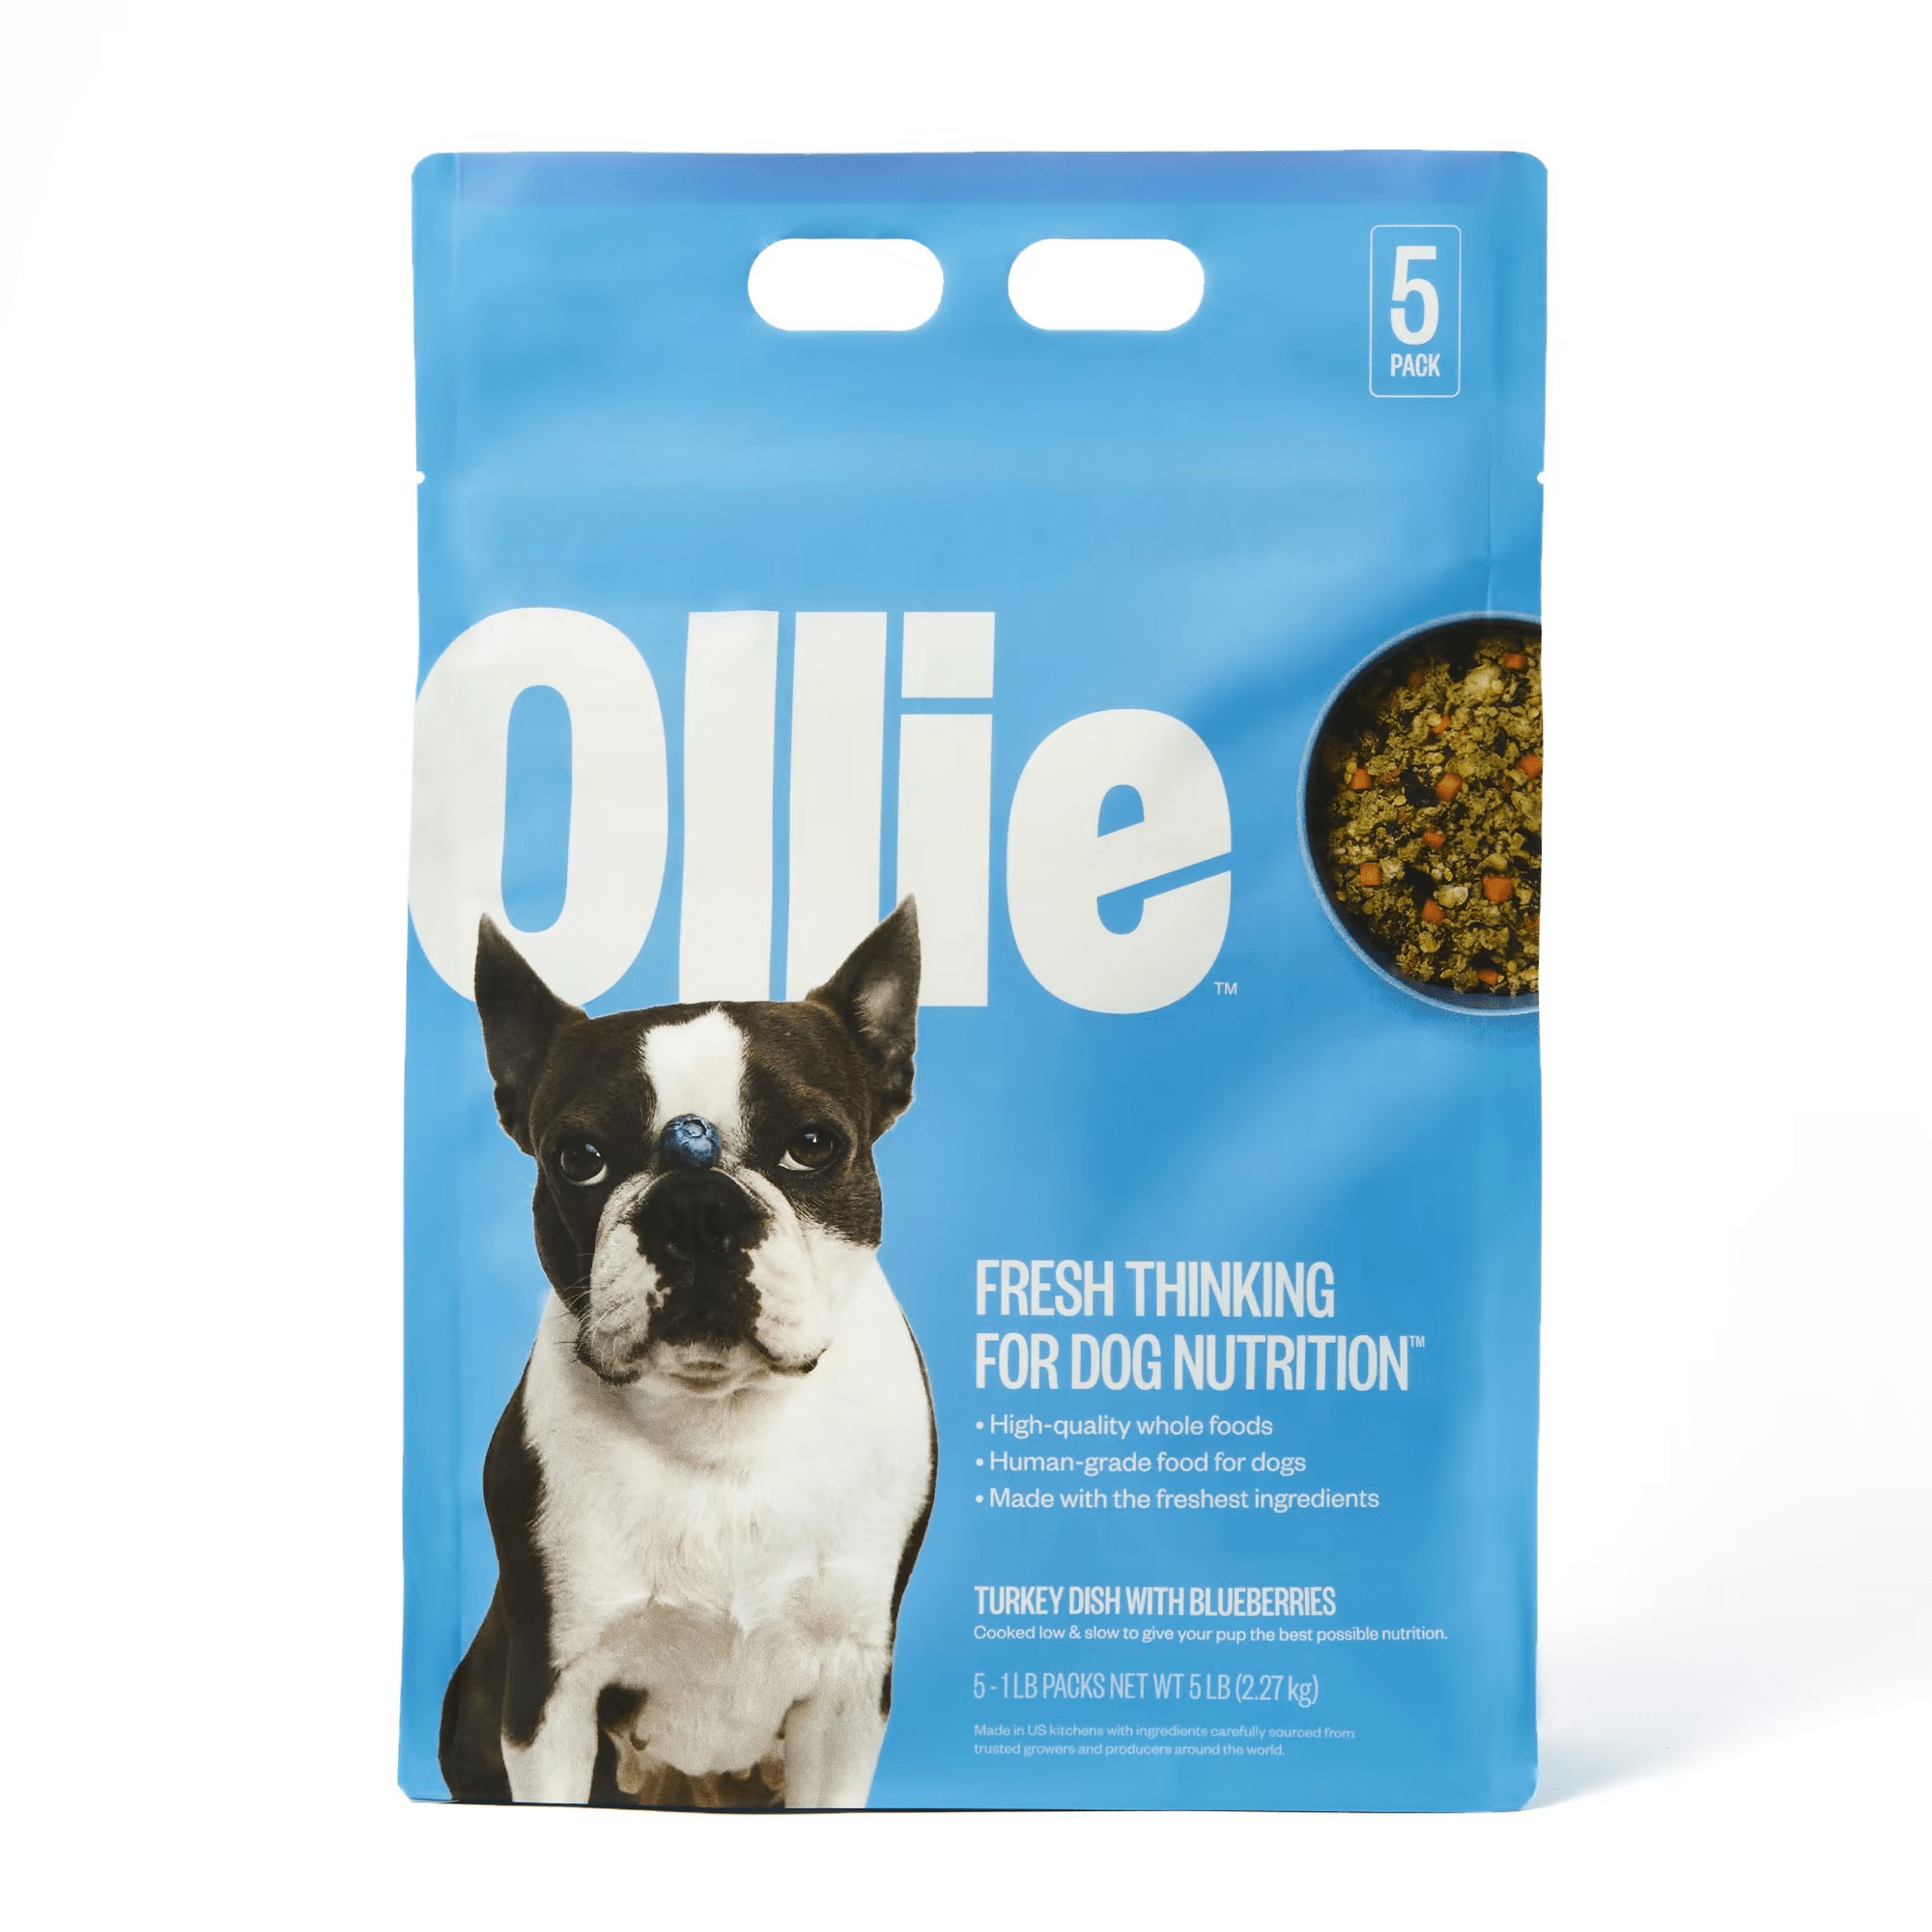 5
PACK
Ollie™
FRESH THINKING
FOR DOG NUTRITION™
• High-quality whole foods
• Human-grade food for dogs
• Made with the freshest ingredients
TURKEY DISH WITH BLUEBERRIES
Cooked low & slow to give your pup the best possible nutrition.
5 - 1 LB PACKS NET WT 5 LB (2.27 kg)
Made in US kitchens with ingredients carefully sourced from
trusted growers and producers around the world.